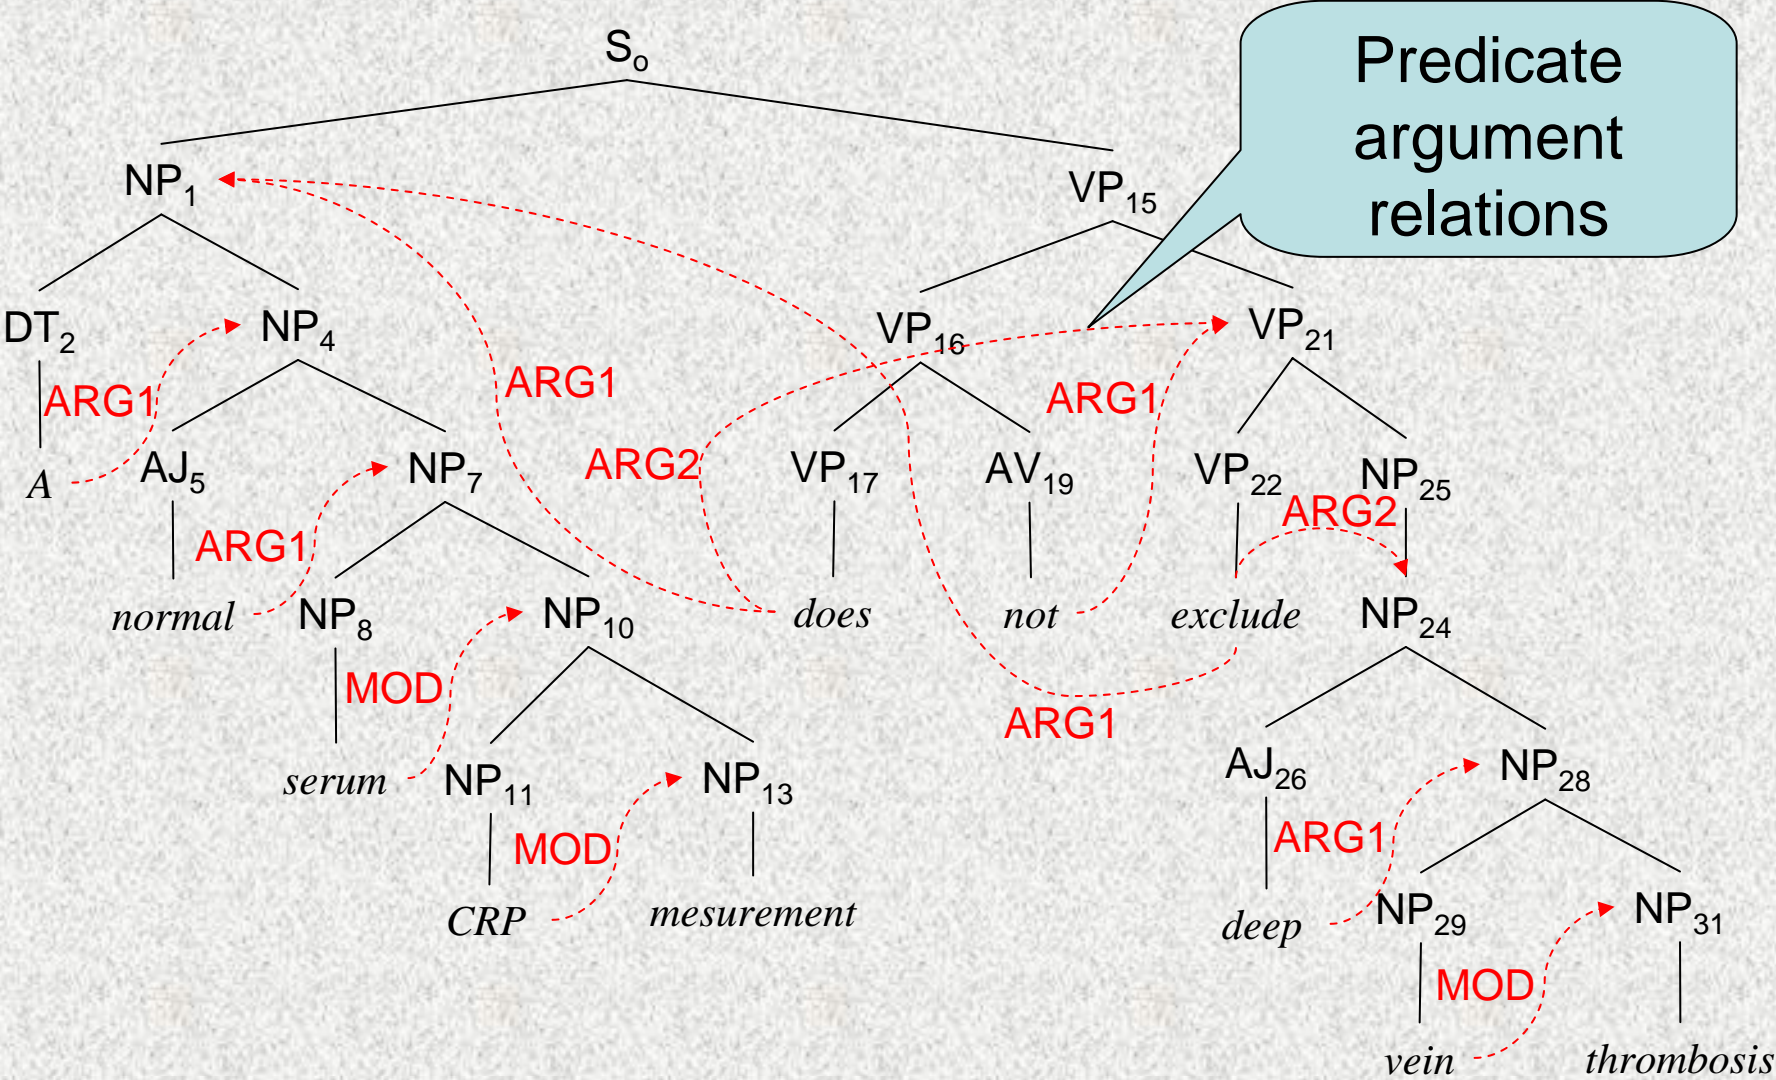 S₀
Predicate
argument
relations
NP₁ VP₁₅
DT₂ NP₄ VP₁₆ VP₂₁
ARG1 ARG1 ARG1
A AJ₅ NP₇ ARG2 VP₁₇ AV₁₉ VP₂₂ NP₂₅
ARG1 ARG2
normal NP₈ NP₁₀ does not exclude NP₂₄
MOD ARG1
serum NP₁₁ NP₁₃ AJ₂₆ NP₂₈
MOD ARG1
CRP mesurement deep NP₂₉ NP₃₁
MOD
vein thrombosis